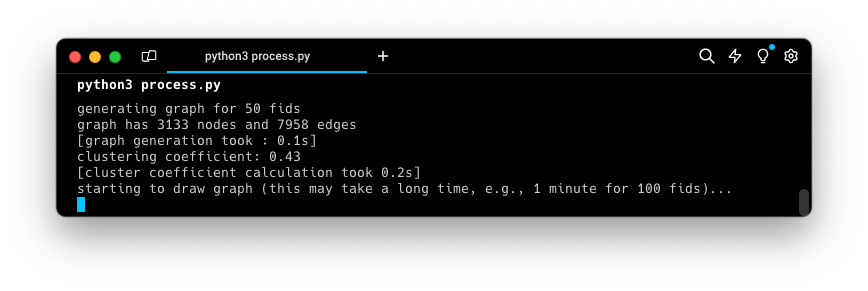 python3 process.py
python3 process.py
generating graph for 50 fids
graph has 3133 nodes and 7958 edges
[graph generation took : 0.1s]
clustering coefficient: 0.43
[cluster coefficient calculation took 0.2s]
starting to draw graph (this may take a long time, e.g., 1 minute for 100 fids)...